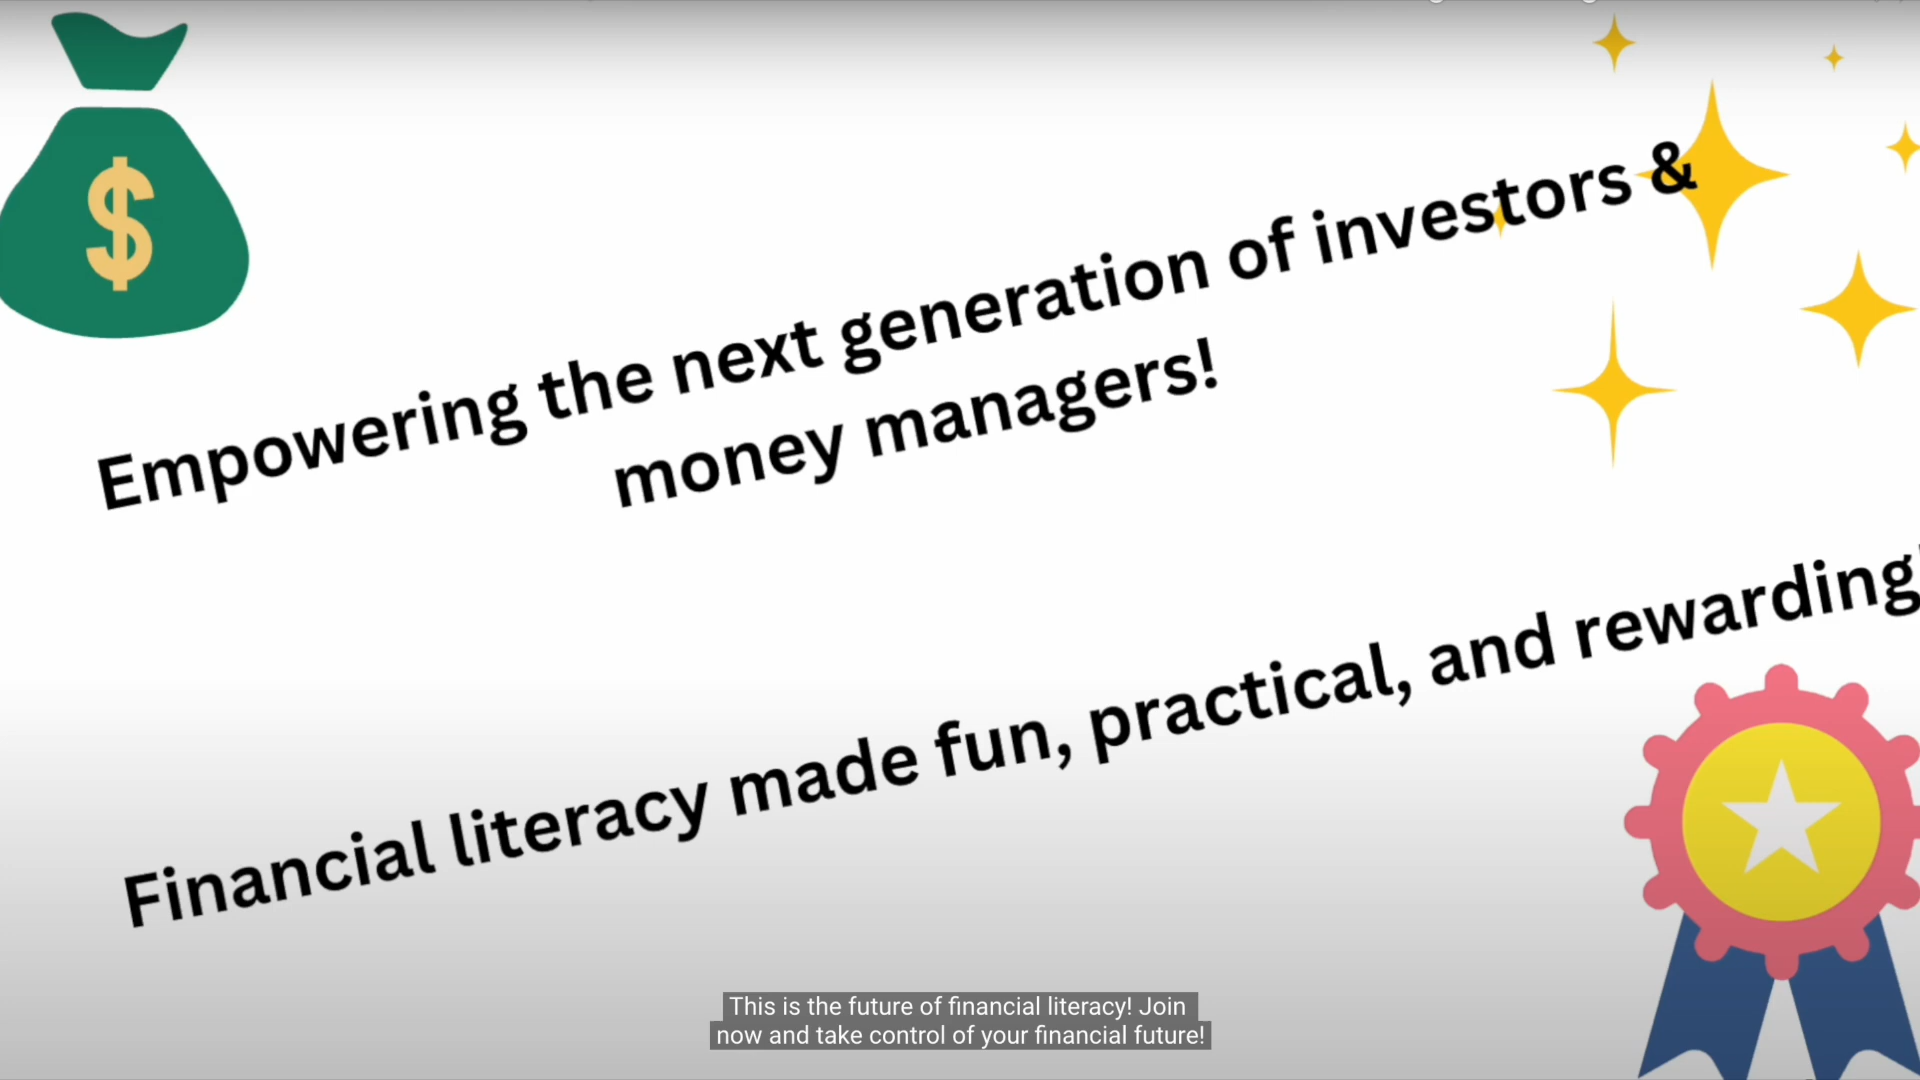 $
Empowering the next generation of investors &
money managers!
Financial literacy made fun, practical, and rewarding!
This is the future of financial literacy! Join
now and take control of your financial future!